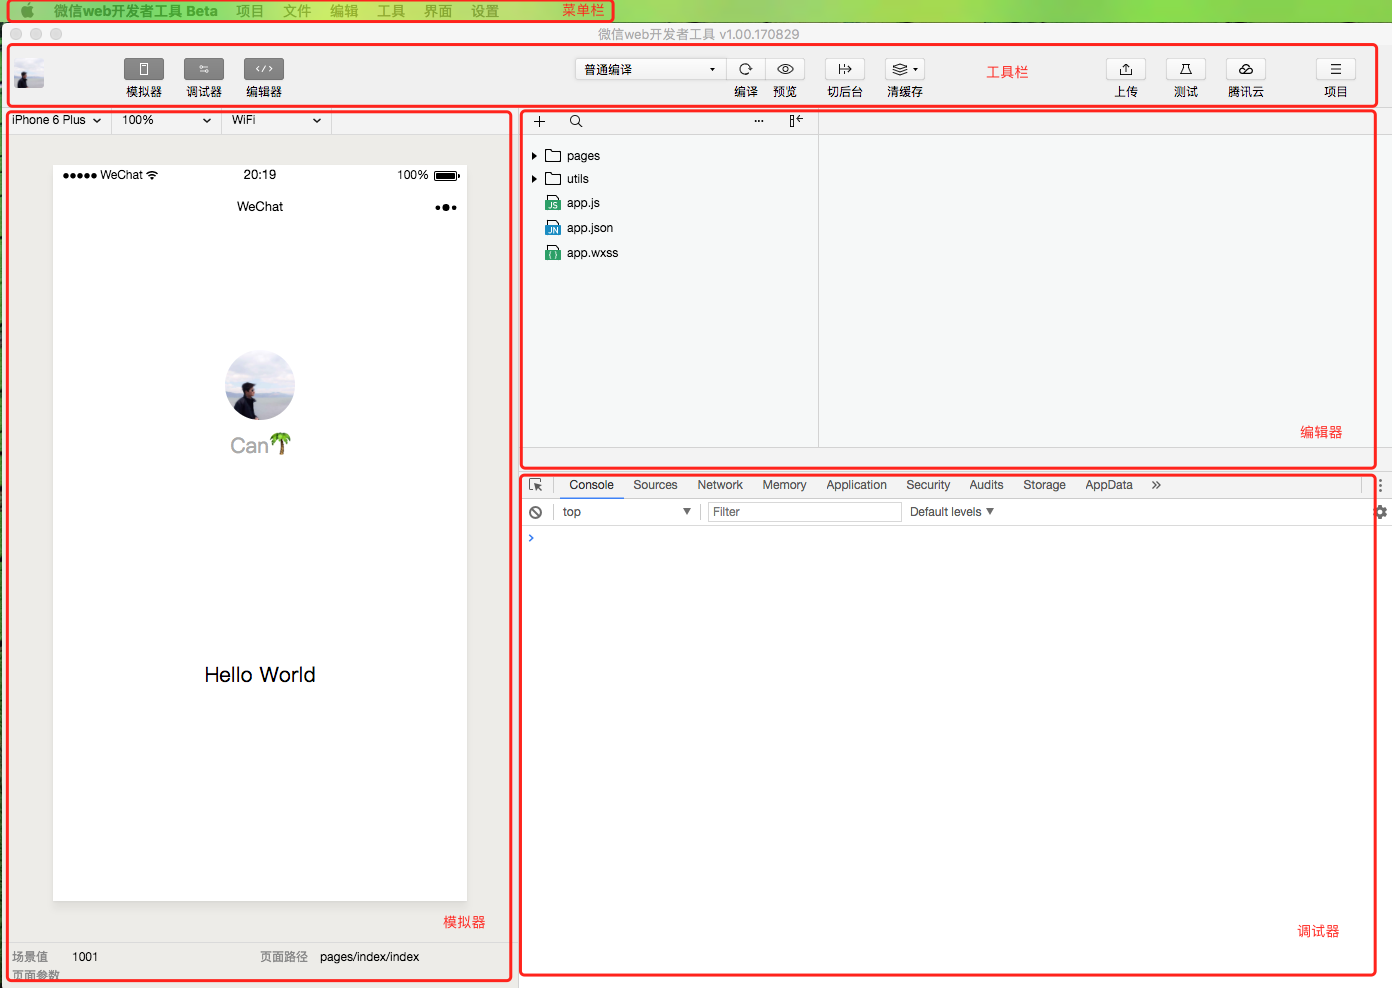 微信web开发者工具 Beta 项目 文件 编辑 工具 界面 设置 菜单栏
微信web开发者工具 v1.00.170829
普通编译
工具栏
模拟器 调试器 编辑器 编译 预览 切后台 清缓存 上传 测试 腾讯云 项目
iPhone 6 Plus 100% WiFi
WeChat 20:19 100%
WeChat
Can
Hello World
模拟器
场景值 1001 页面路径 pages/index/index
页面参数
pages
utils
JS app.js
JN app.json
{} app.wxss
编辑器
Console Sources Network Memory Application Security Audits Storage AppData »
top Filter Default levels
调试器